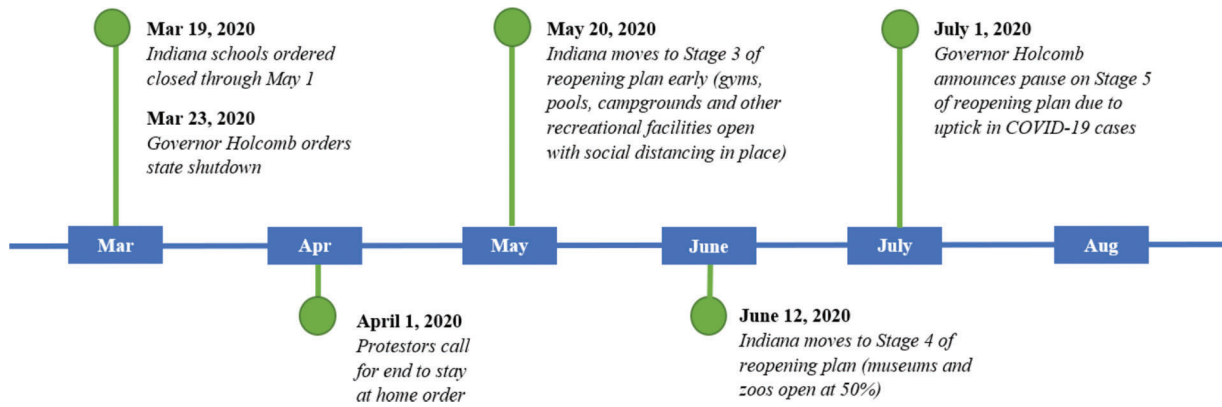 Mar 19, 2020
Indiana schools ordered
closed through May 1
Mar 23, 2020
Governor Holcomb orders
state shutdown
May 20, 2020
Indiana moves to Stage 3 of
reopening plan early (gyms,
pools, campgrounds and other
recreational facilities open
with social distancing in place)
July 1, 2020
Governor Holcomb
announces pause on Stage 5
of reopening plan due to
uptick in COVID-19 cases
Mar
Apr
May
June
July
Aug
April 1, 2020
Protestors call
for end to stay
at home order
June 12, 2020
Indiana moves to Stage 4 of
reopening plan (museums and
zoos open at 50%)